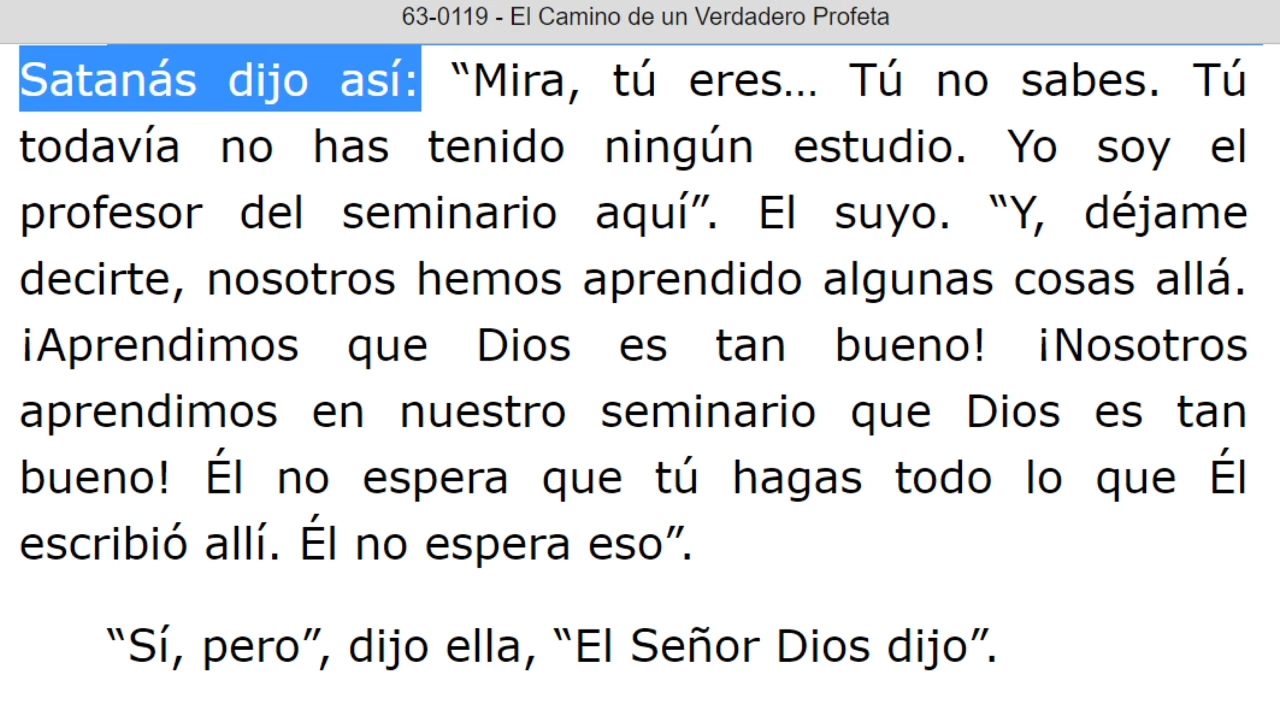 63-0119 - El Camino de un Verdadero Profeta
Satanás dijo así: “Mira, tú eres… Tú no sabes. Tú
todavía no has tenido ningún estudio. Yo soy el
profesor del seminario aquí”. El suyo. “Y, déjame
decirte, nosotros hemos aprendido algunas cosas allá.
¡Aprendimos que Dios es tan bueno! ¡Nosotros
aprendimos en nuestro seminario que Dios es tan
bueno! Él no espera que tú hagas todo lo que Él
escribió allí. Él no espera eso”.
“Sí, pero”, dijo ella, “El Señor Dios dijo”.